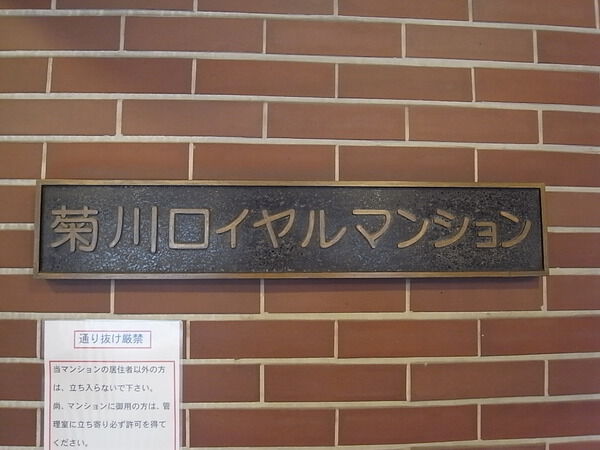 菊川ロイヤルマンション
通り抜け厳禁
当マンションの居住者以外の方
は、立ち入らないで下さい。
尚、マンションに御用の方は、管
理室に立ち寄り必ず許可を得て
ください。